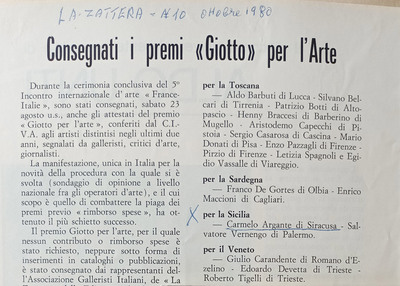 LA-ZATTERA - N 10 ottobre 1980
Consegnati i premi «Giotto» per l'Arte
Durante la cerimonia conclusiva del 5°
Incontro internazionale d'arte «France-
Italie», sono stati consegnati, sabato 23
agosto u.s., anche gli attestati del premio
«Giotto per l'arte», conferiti dal C.I-
V.A. agli artisti distintisi negli ultimi due
anni, segnalati da galleristi, critici d'arte,
giornalisti.
La manifestazione, unica in Italia per la
novità della procedura con la quale si è
svolta (sondaggio di opinione a livello
nazionale fra gli operatori d'arte), e il cui
scopo è quello di combattere la piaga dei
premi previo «rimborso spese», ha ot-
tenuto il più schietto successo.
Il premio Giotto per l'arte, per il quale
nessun contributo o rimborso spese è
stato richiesto, neppure sotto forma di
inserimenti in cataloghi o pubblicazioni,
è stato consegnato dai rappresentanti del-
l'Associazione Galleristi Italiani, de «La
per la Toscana
— Aldo Barbuti di Lucca - Silvano Bel-
cari di Tirrenia - Patrizio Botti di Alto-
pascio - Henny Braccesi di Barberino di
Mugello - Aristodemo Capecchi di Pi-
stoia - Sergio Casarosa di Cascina - Mario
Donati di Pisa - Enzo Pazzagli di Firenze -
Pirzio di Firenze - Letizia Spagnoli e Egi-
dio Vassalle di Viareggio.
per la Sardegna
— Franco De Gortes di Olbia - Enrico
Maccioni di Cagliari.
X per la Sicilia
— Carmelo Argante di Siracusa - Sal-
vatore Vernengo di Palermo.
per il Veneto
— Giulio Carandente di Romano d'E-
zelino - Edoardo Devetta di Trieste -
Roberto Tigelli di Trieste.